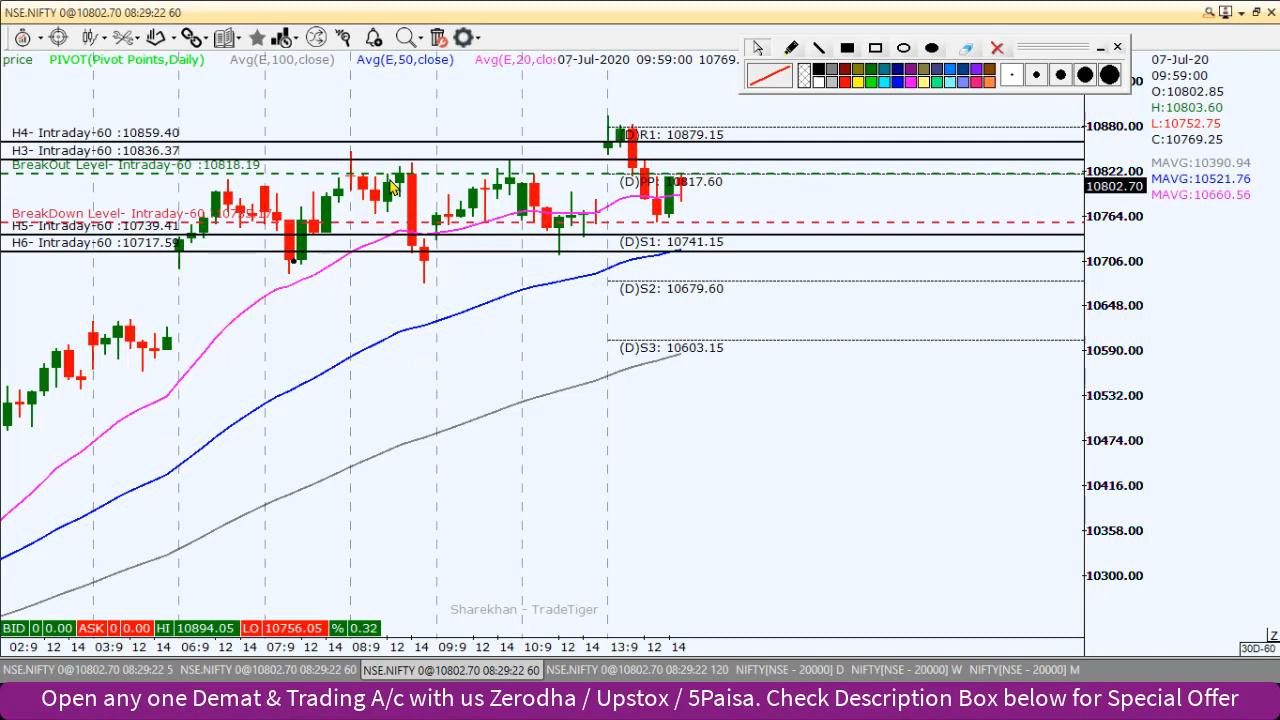 NSE.NIFTY 0@10802.70 08:29:22 60
price PIVOT(Pivot Points,Daily) Avg(E,100,close) Avg(E,50,close) Avg(E,20,clos 07-Jul-2020 09:59:00 10769.
07-Jul-20
09:59:00
O:10802.85
H:10803.60
L:10752.75
C:10769.25
MAVG:10390.94
MAVG:10521.76
MAVG:10660.56
H4- Intraday-60 :10859.40
H3- Intraday-60 :10836.37
BreakOut Level- Intraday-60 :10818.19
H5- Intraday-60 :10739.41
H6- Intraday-60 :10717.59
(D)R1: 10879.15
(D)PP: 10817.60
(D)S1: 10741.15
(D)S2: 10679.60
(D)S3: 10603.15
10880.00
10822.00
10802.70
10764.00
10706.00
10648.00
10590.00
10532.00
10474.00
10416.00
10358.00
10300.00
Sharekhan - TradeTiger
BID 0 0.00 ASK 0 0.00 HI 10894.05 LO 10756.05 % 0.32
02:9 12 14 03:9 12 14 06:9 12 14 07:9 12 14 08:9 12 14 09:9 12 14 10:9 12 14 13:9 12 14
Z
30D-60
NSE.NIFTY 0@10802.70 08:29:22 5 NSE.NIFTY 0@10802.70 08:29:22 60 NSE.NIFTY 0@10802.70 08:29:22 60 NSE.NIFTY 0@10802.70 08:29:22 120 NIFTY[NSE - 20000] D NIFTY[NSE - 20000] W NIFTY[NSE - 20000] M
Open any one Demat & Trading A/c with us Zerodha / Upstox / 5Paisa. Check Description Box below for Special Offer